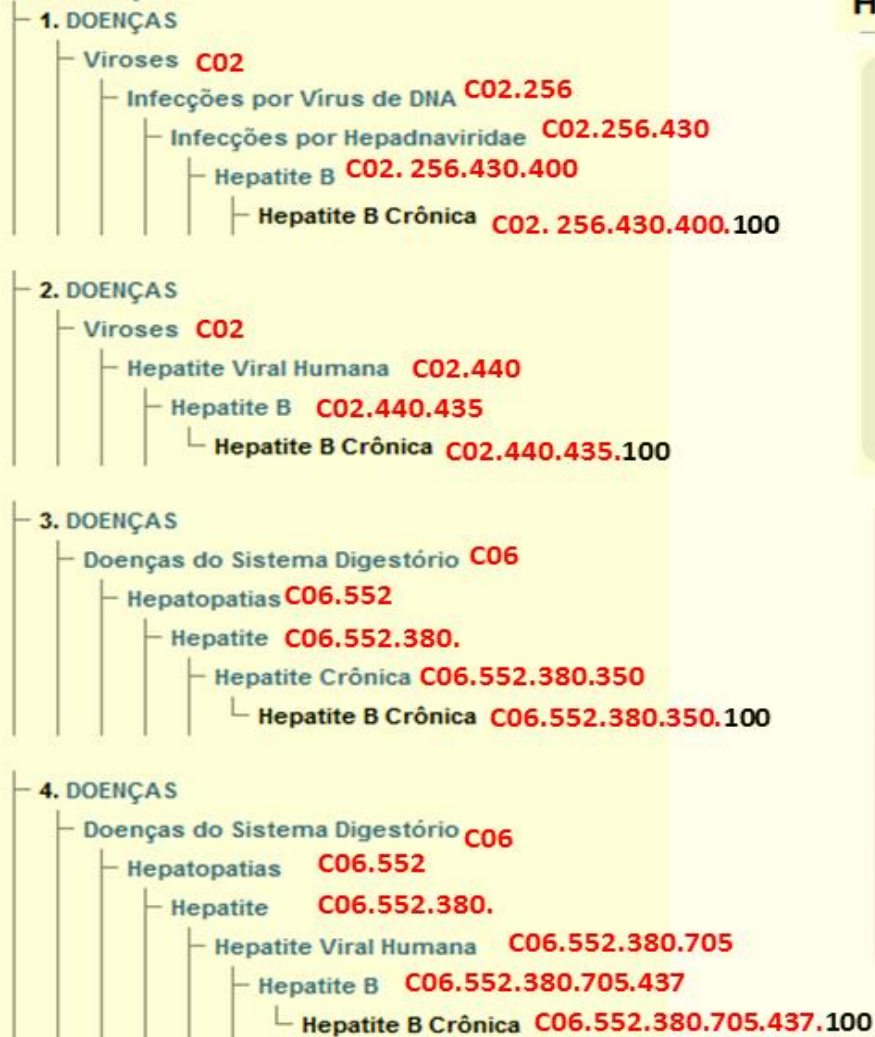 1. DOENÇAS
Viroses C02
Infecções por Vírus de DNA C02.256
Infecções por Hepadnaviridae C02.256.430
Hepatite B C02. 256.430.400
Hepatite B Crônica C02. 256.430.400.100
2. DOENÇAS
Viroses C02
Hepatite Viral Humana C02.440
Hepatite B C02.440.435
Hepatite B Crônica C02.440.435.100
3. DOENÇAS
Doenças do Sistema Digestório C06
Hepatopatias C06.552
Hepatite C06.552.380.
Hepatite Crônica C06.552.380.350
Hepatite B Crônica C06.552.380.350.100
4. DOENÇAS
Doenças do Sistema Digestório C06
Hepatopatias C06.552
Hepatite C06.552.380.
Hepatite Viral Humana C06.552.380.705
Hepatite B C06.552.380.705.437
Hepatite B Crônica C06.552.380.705.437.100